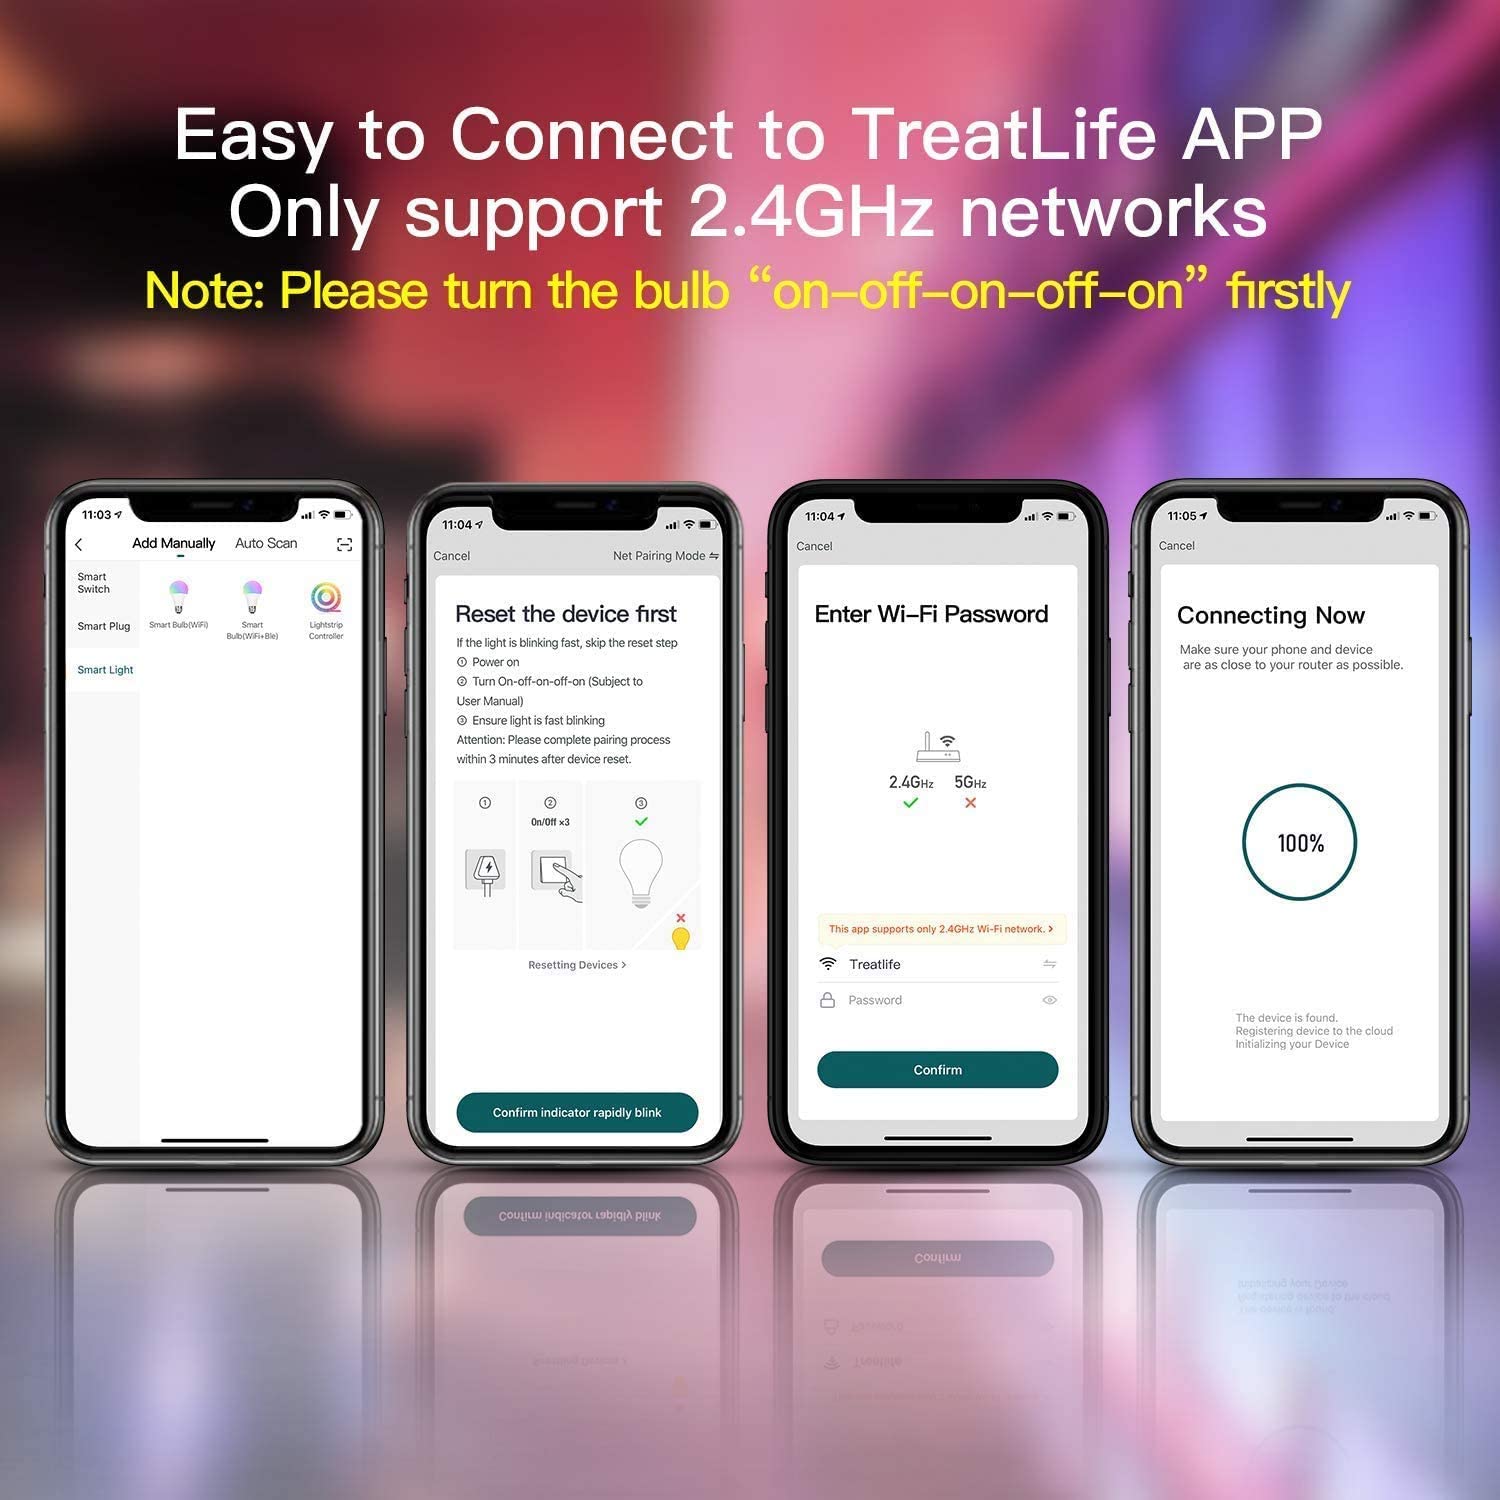 Easy to Connect to TreatLife APP
Only support 2.4GHz networks
Note: Please turn the bulb “on-off-on-off-on” firstly
11:03
Add Manually Auto Scan
Smart
Switch
Smart Plug
Smart Light
Smart Bulb(WiFi)
Smart
Bulb(WiFi+Ble)
Lightstrip
Controller
11:04
Cancel Net Pairing Mode
Reset the device first
If the light is blinking fast, skip the reset step
① Power on
② Turn On-off-on-off-on (Subject to
User Manual)
③ Ensure light is fast blinking
Attention: Please complete pairing process
within 3 minutes after device reset.
① ② ③
On/Off ×3
Resetting Devices >
Confirm indicator rapidly blink
11:04
Cancel
Enter Wi-Fi Password
2.4GHz 5GHz
This app supports only 2.4GHz Wi-Fi network. >
Treatlife
Password
Confirm
11:05
Cancel
Connecting Now
Make sure your phone and device
are as close to your router as possible.
100%
The device is found.
Registering device to the cloud
Initializing your Device